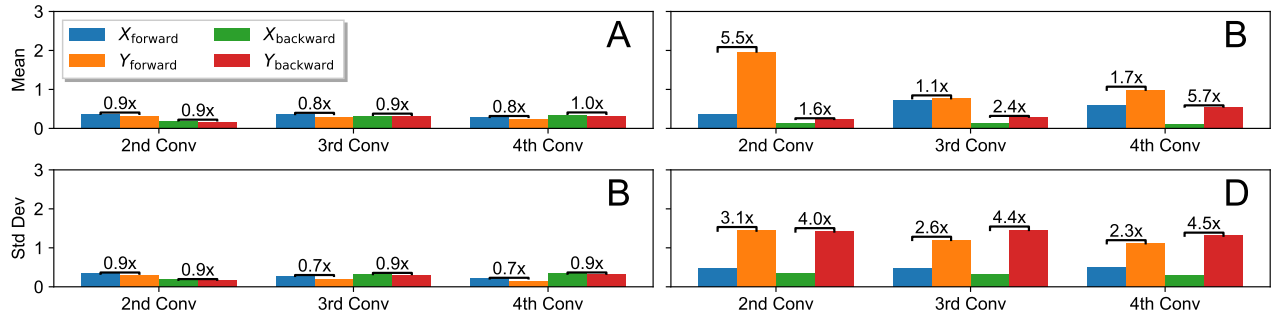 3
2
1
0
Mean
X forward
X backward
Y forward
Y backward
A
0.9x
0.9x
0.8x
0.9x
0.8x
1.0x
2nd Conv
3rd Conv
4th Conv
B
5.5x
1.6x
1.1x
2.4x
1.7x
5.7x
2nd Conv
3rd Conv
4th Conv
3
2
1
0
Std Dev
B
0.9x
0.9x
0.7x
0.9x
0.7x
0.9x
2nd Conv
3rd Conv
4th Conv
D
3.1x
4.0x
2.6x
4.4x
2.3x
4.5x
2nd Conv
3rd Conv
4th Conv